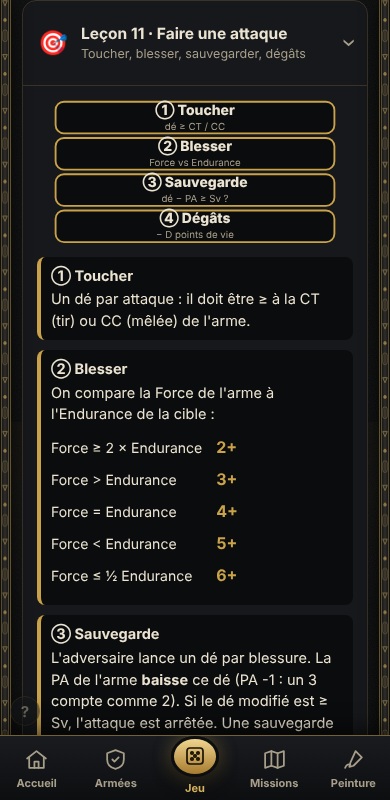 Leçon 11 · Faire une attaque
Toucher, blesser, sauvegarder, dégâts
① Toucher
dé ≥ CT / CC
② Blesser
Force vs Endurance
③ Sauvegarde
dé − PA ≥ Sv ?
④ Dégâts
− D points de vie
① Toucher
Un dé par attaque : il doit être ≥ à la CT
(tir) ou CC (mêlée) de l'arme.
② Blesser
On compare la Force de l'arme à
l'Endurance de la cible :
Force ≥ 2 × Endurance 2+
Force > Endurance 3+
Force = Endurance 4+
Force < Endurance 5+
Force ≤ ½ Endurance 6+
③ Sauvegarde
L'adversaire lance un dé par blessure. La
PA de l'arme baisse ce dé (PA -1 : un 3
compte comme 2). Si le dé modifié est ≥
Sv, l'attaque est arrêtée. Une sauvegarde
?
Accueil
Armées
Jeu
Missions
Peinture